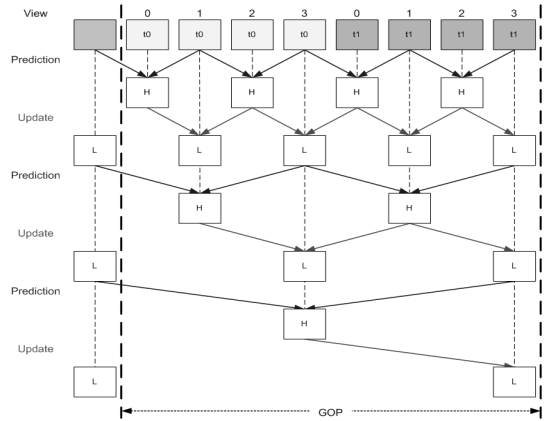 View 0 1 2 3 0 1 2 3
t0 t0 t0 t0 t1 t1 t1 t1
Prediction
H H H H
Update
L L L L L
Prediction
H H
Update
L L L
Prediction
H
Update
L L
GOP